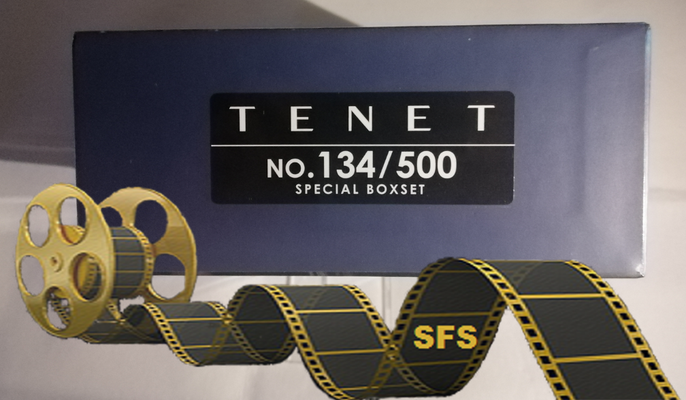 TENET
NO.134/500
SPECIAL BOXSET
SFS